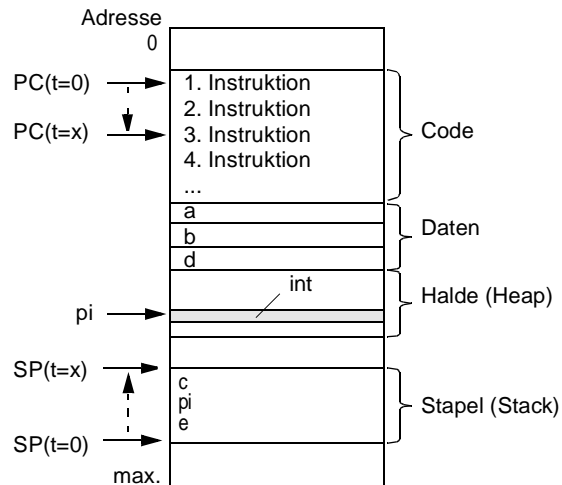 Adresse
0
PC(t=0)
1. Instruktion
2. Instruktion
PC(t=x)
3. Instruktion
4. Instruktion
...
Code
a
b
d
Daten
int
pi
Halde (Heap)
SP(t=x)
c
pi
e
Stapel (Stack)
SP(t=0)
max.